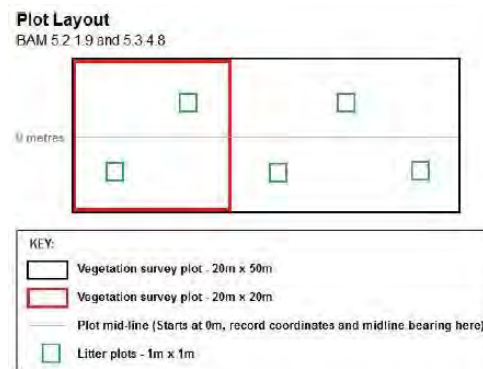 Plot Layout
BAM 5.2.1.9 and 5.3.4.8
0 metres
KEY:
Vegetation survey plot - 20m x 50m
Vegetation survey plot - 20m x 20m
Plot mid-line (Starts at 0m, record coordinates and midline bearing here)
Litter plots - 1m x 1m